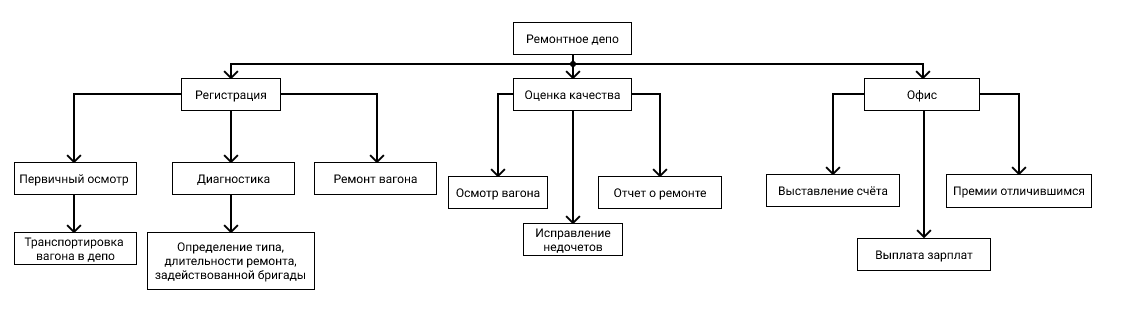 Ремонтное депо
Регистрация
Оценка качества
Офис
Первичный осмотр
Диагностика
Ремонт вагона
Осмотр вагона
Отчет о ремонте
Выставление счёта
Премии отличившимся
Транспортировка
вагона в депо
Определение типа,
длительности ремонта,
задействованной бригады
Исправление
недочетов
Выплата зарплат